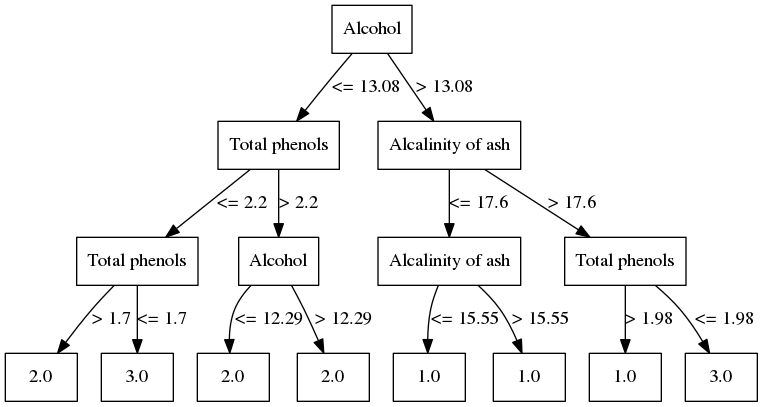 Alcohol
<= 13.08 > 13.08
Total phenols Alcalinity of ash
<= 2.2 > 2.2 <= 17.6 > 17.6
Total phenols Alcohol Alcalinity of ash Total phenols
> 1.7 <= 1.7 <= 12.29 > 12.29 <= 15.55 > 15.55 > 1.98 <= 1.98
2.0 3.0 2.0 2.0 1.0 1.0 1.0 3.0